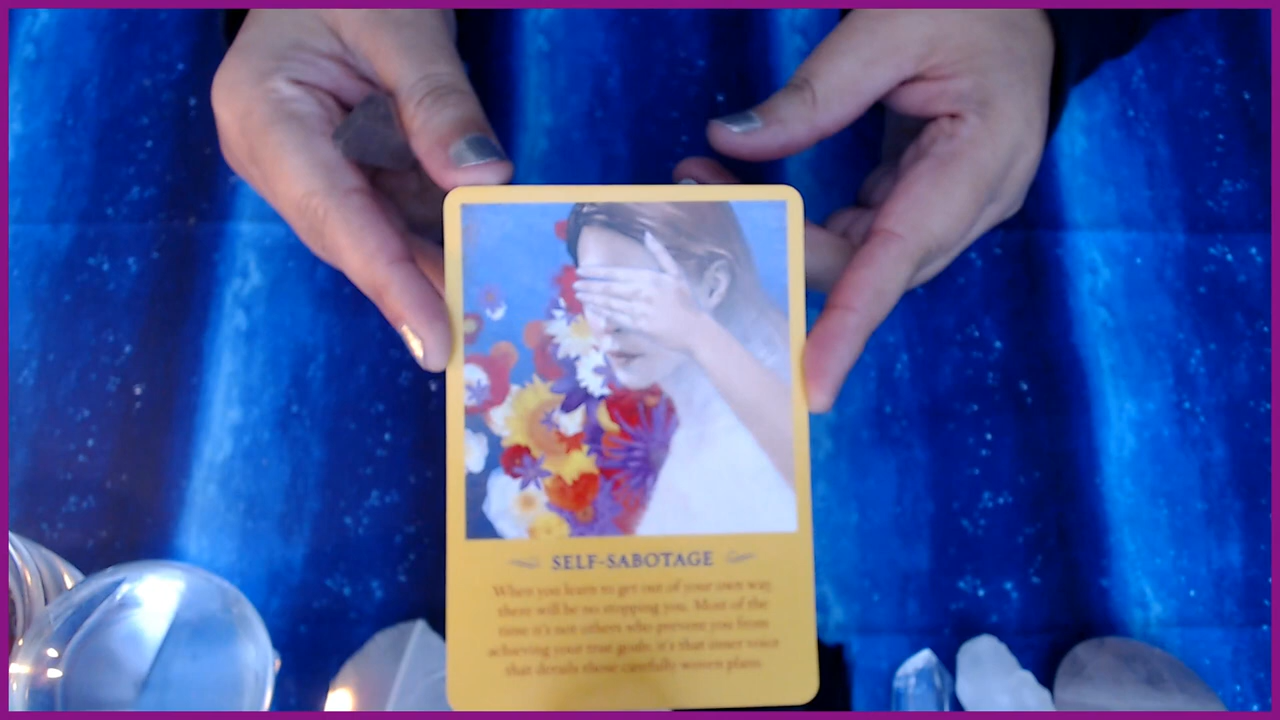 SELF-SABOTAGE
When you learn to get out of your own way
there will be no stopping you. Most of the
time it's not others who prevent you from
achieving your true goals; it's that inner voice
that derails those carefully woven plans.